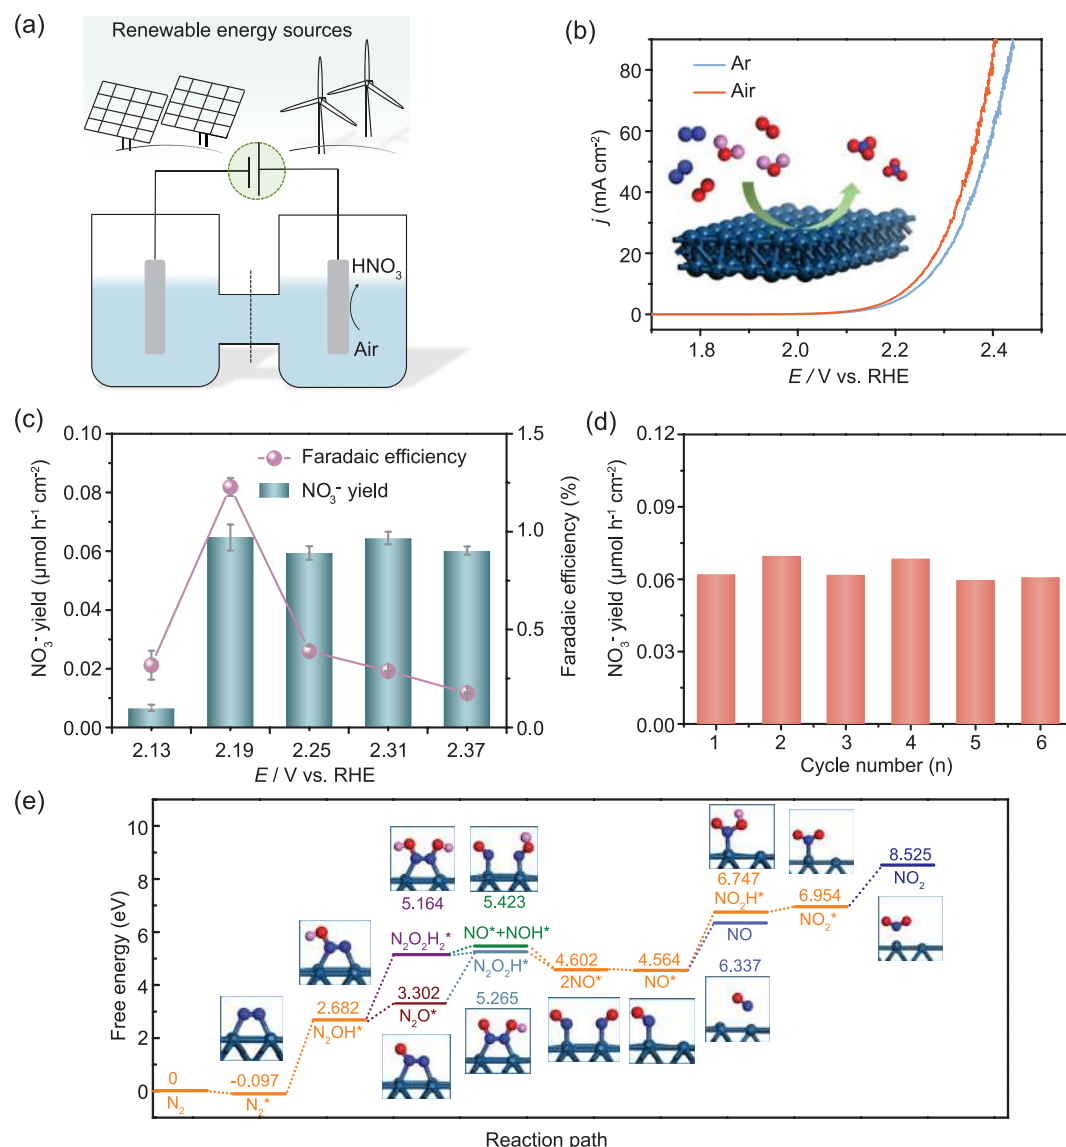 (a)
Renewable energy sources
HNO₃
Air
(b)
Ar
Air
80
60
40
20
0
j (mA cm⁻²)
1.8 2.0 2.2 2.4
E / V vs. RHE
(c)
Faradaic efficiency
NO₃⁻ yield
0.10
0.08
0.06
0.04
0.02
0.00
NO₃⁻ yield (μmol h⁻¹ cm⁻²)
1.5
1.0
0.5
0.0
Faradaic efficiency (%)
2.13 2.19 2.25 2.31 2.37
E / V vs. RHE
(d)
0.12
0.09
0.06
0.03
0.00
NO₃⁻ yield (μmol h⁻¹ cm⁻²)
1 2 3 4 5 6
Cycle number (n)
(e)
10
8
6
4
2
0
Free energy (eV)
0
N₂
-0.097
N₂*
2.682
N₂OH*
5.164
N₂O₂H₂*
3.302
N₂O*
5.423
NO*+NOH*
N₂O₂H*
5.265
4.602
2NO*
4.564
NO*
6.747
NO₂H*
NO
6.337
6.954
NO₂*
8.525
NO₂
Reaction path